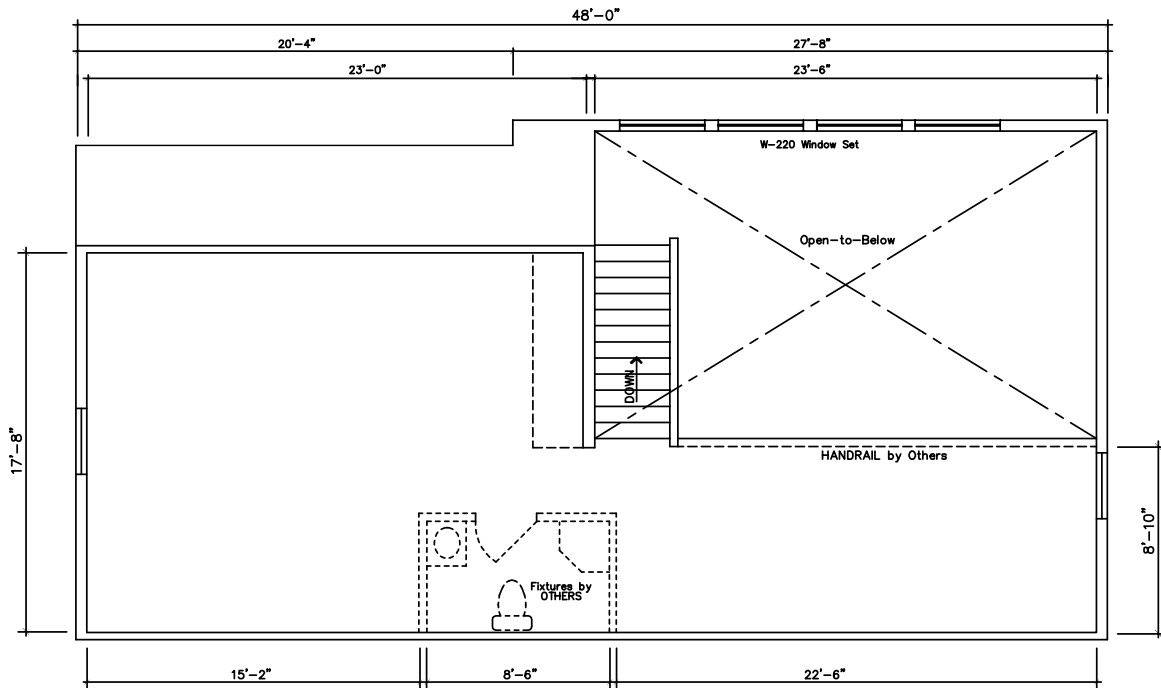 48'-0"
20'-4"
27'-8"
23'-0"
23'-6"
W-220 Window Set
Open-to-Below
DOWN
17'-8"
HANDRAIL by Others
8'-10"
Fixtures by
OTHERS
15'-2"
8'-6"
22'-6"